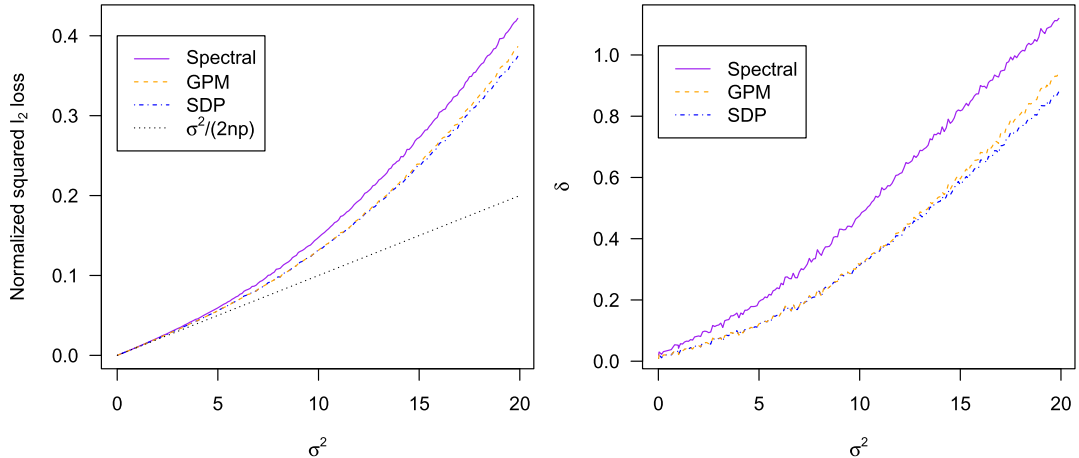 Normalized squared l₂ loss
0.4
0.3
0.2
0.1
0.0
Spectral
GPM
SDP
σ²/(2np)
0 5 10 15 20
σ²
δ
1.0
0.8
0.6
0.4
0.2
0.0
Spectral
GPM
SDP
0 5 10 15 20
σ²